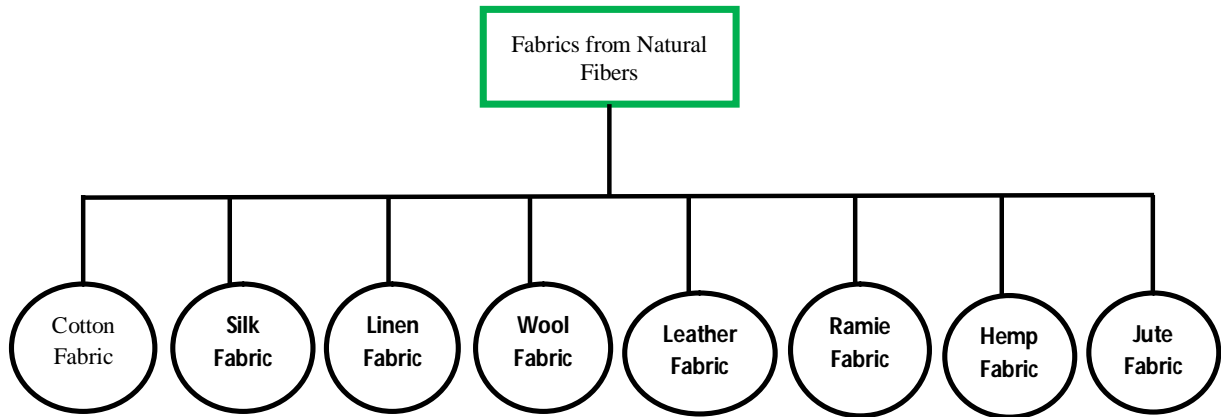 Fabrics from Natural
Fibers
Cotton
Fabric
Silk
Fabric
Linen
Fabric
Wool
Fabric
Leather
Fabric
Ramie
Fabric
Hemp
Fabric
Jute
Fabric